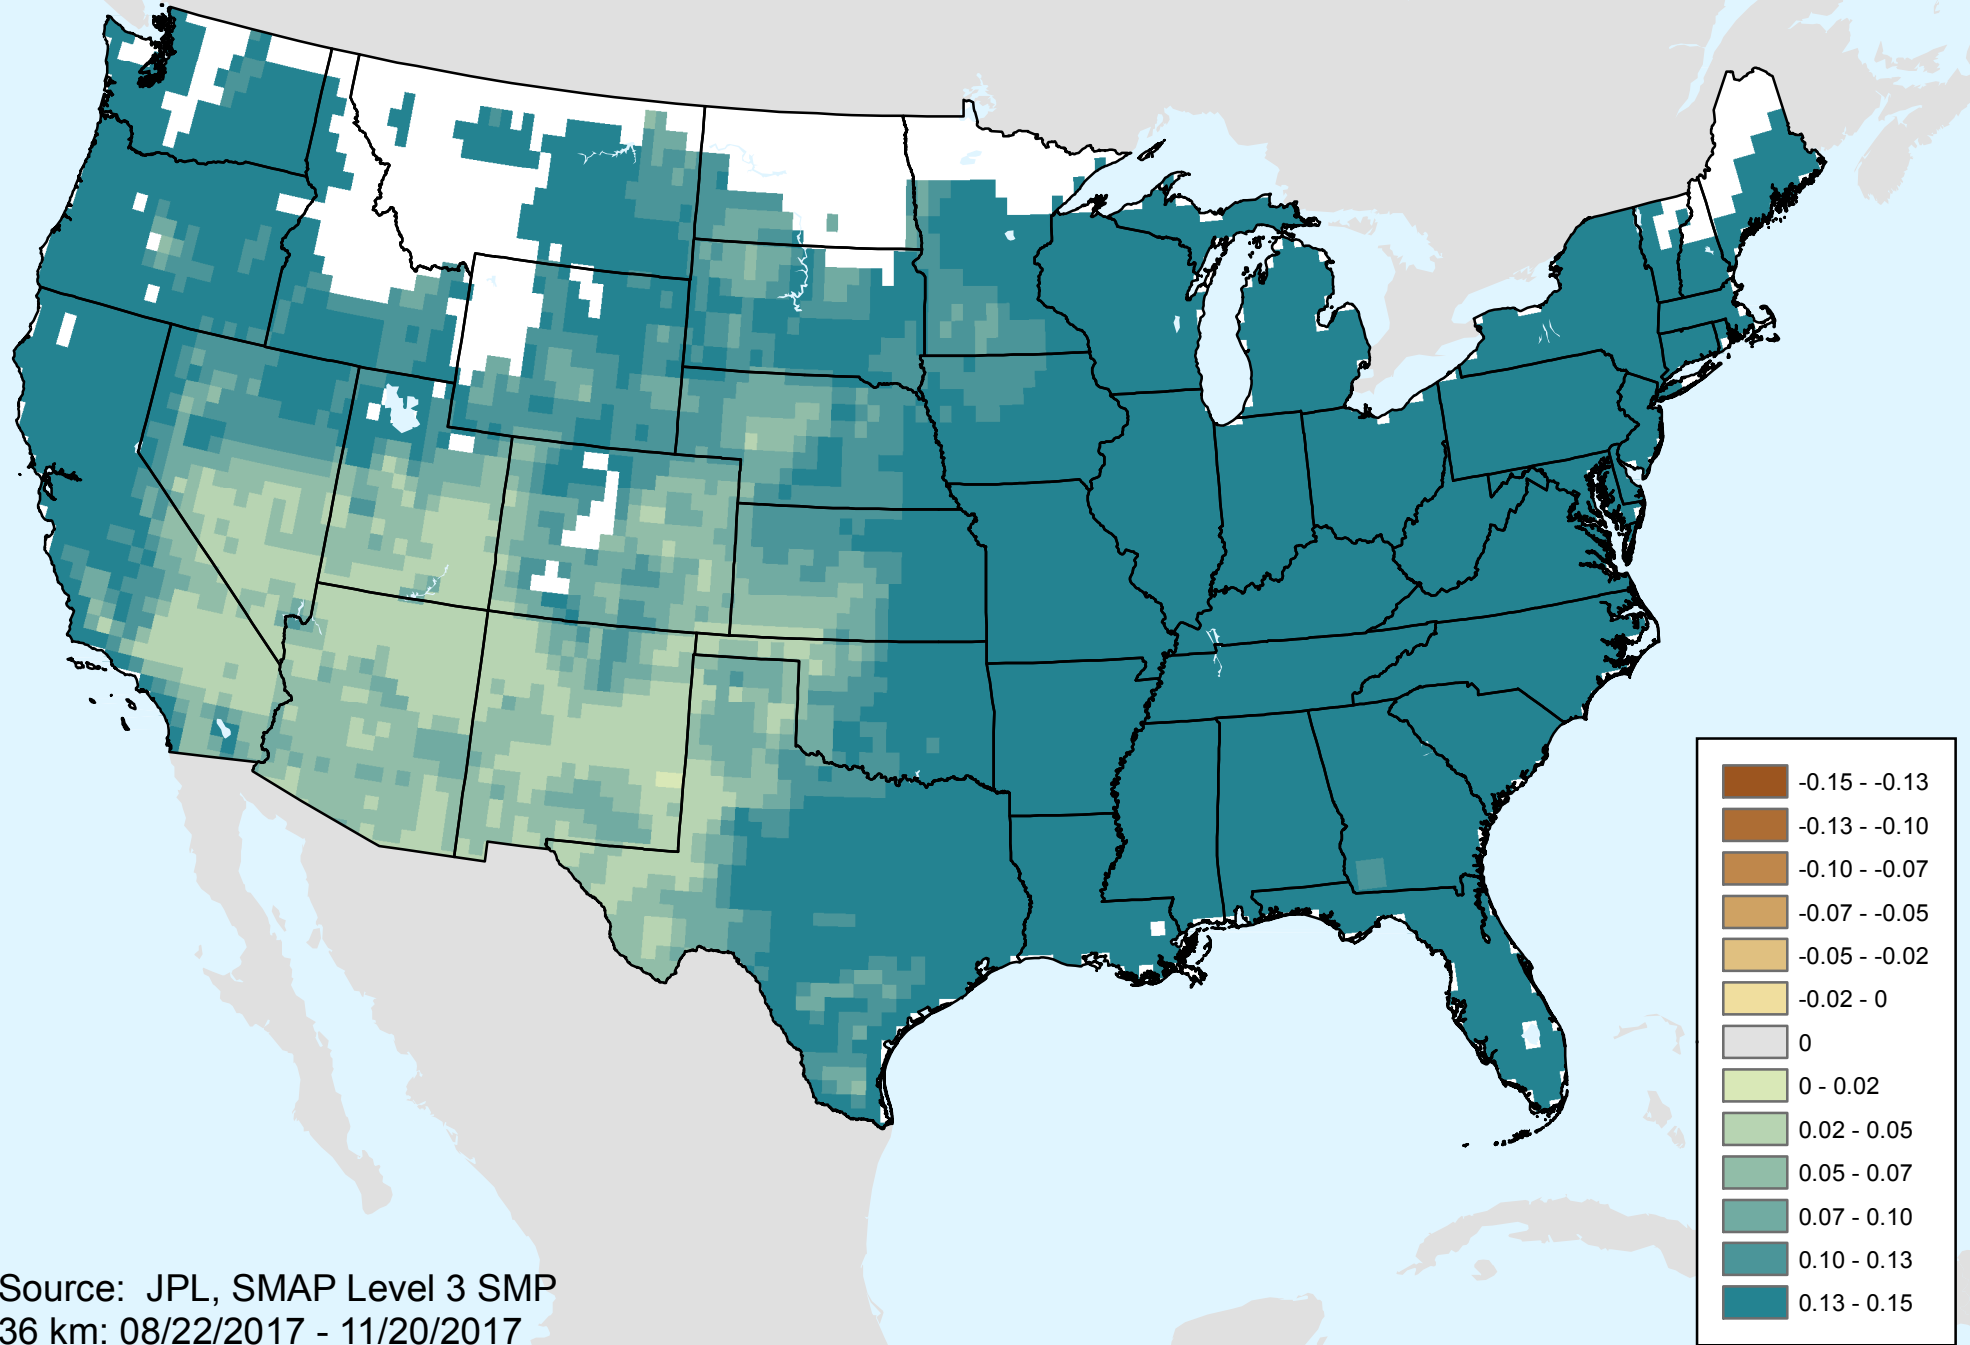 -0.15 - -0.13
-0.13 - -0.10
-0.10 - -0.07
-0.07 - -0.05
-0.05 - -0.02
-0.02 - 0
0
0 - 0.02
0.02 - 0.05
0.05 - 0.07
0.07 - 0.10
0.10 - 0.13
0.13 - 0.15
Source: JPL, SMAP Level 3 SMP
36 km: 08/22/2017 - 11/20/2017